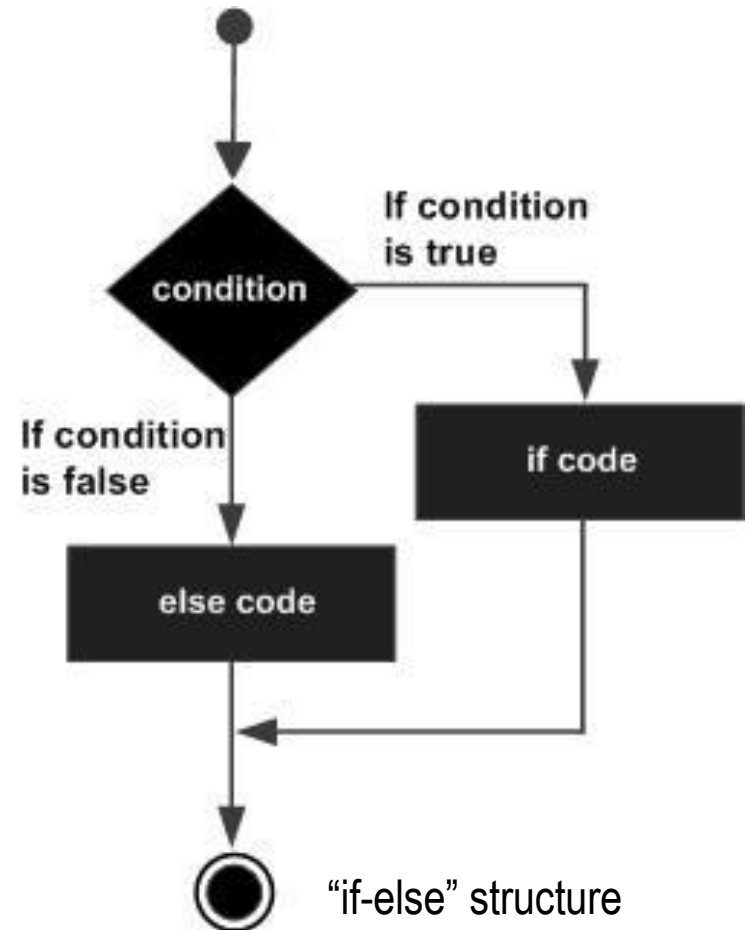 If condition
is true
condition
If condition
is false
if code
else code
“if-else” structure